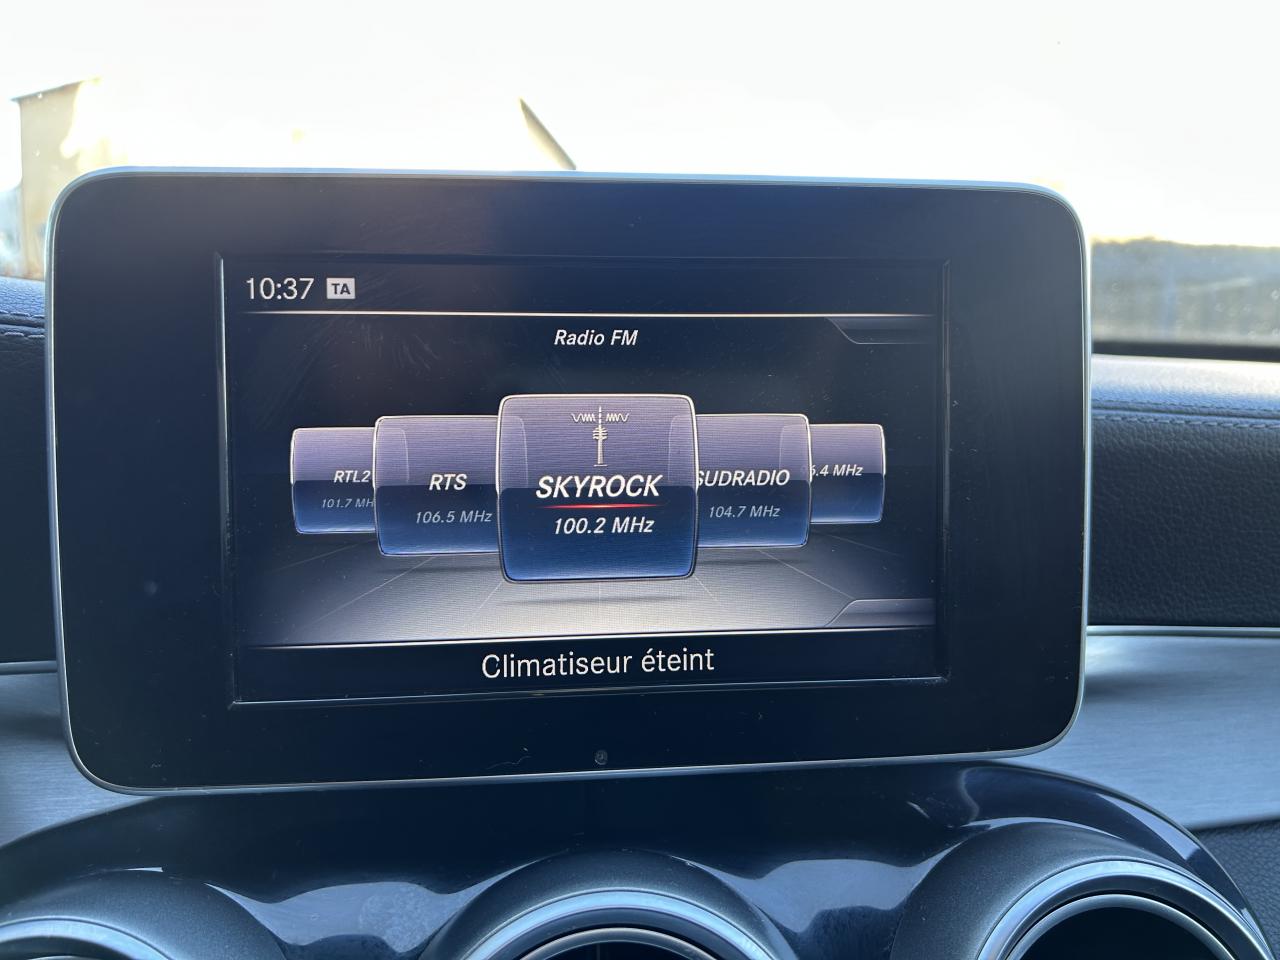 10:37 TA
Radio FM
RTL2 RTS SKYROCK SUDRADIO
101.7 MH 106.5 MHz 100.2 MHz 104.7 MHz 6.4 MHz
Climatiseur éteint